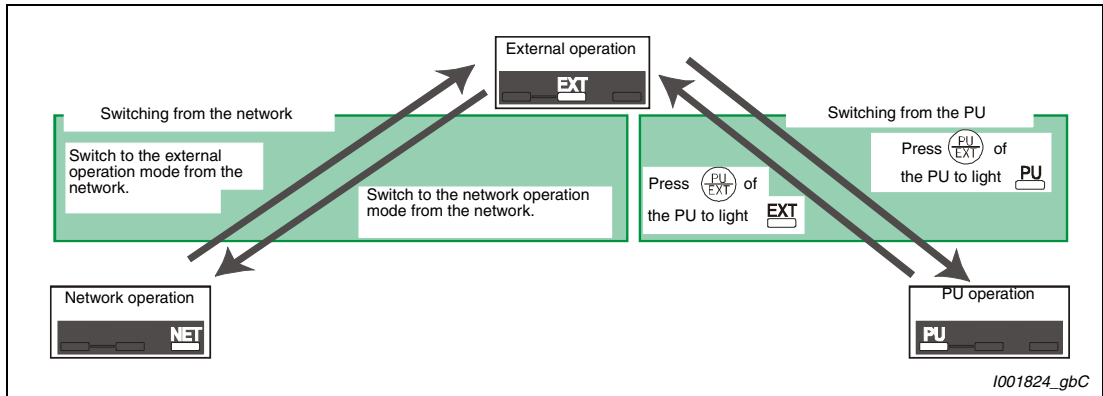 External operation
EXT
Switching from the network
Switch to the external
operation mode from the
network.
Switch to the network operation
mode from the network.
Switching from the PU
Press PU/EXT of
the PU to light PU
Press PU/EXT of
the PU to light EXT
Network operation
NET
PU operation
PU
I001824_gbC